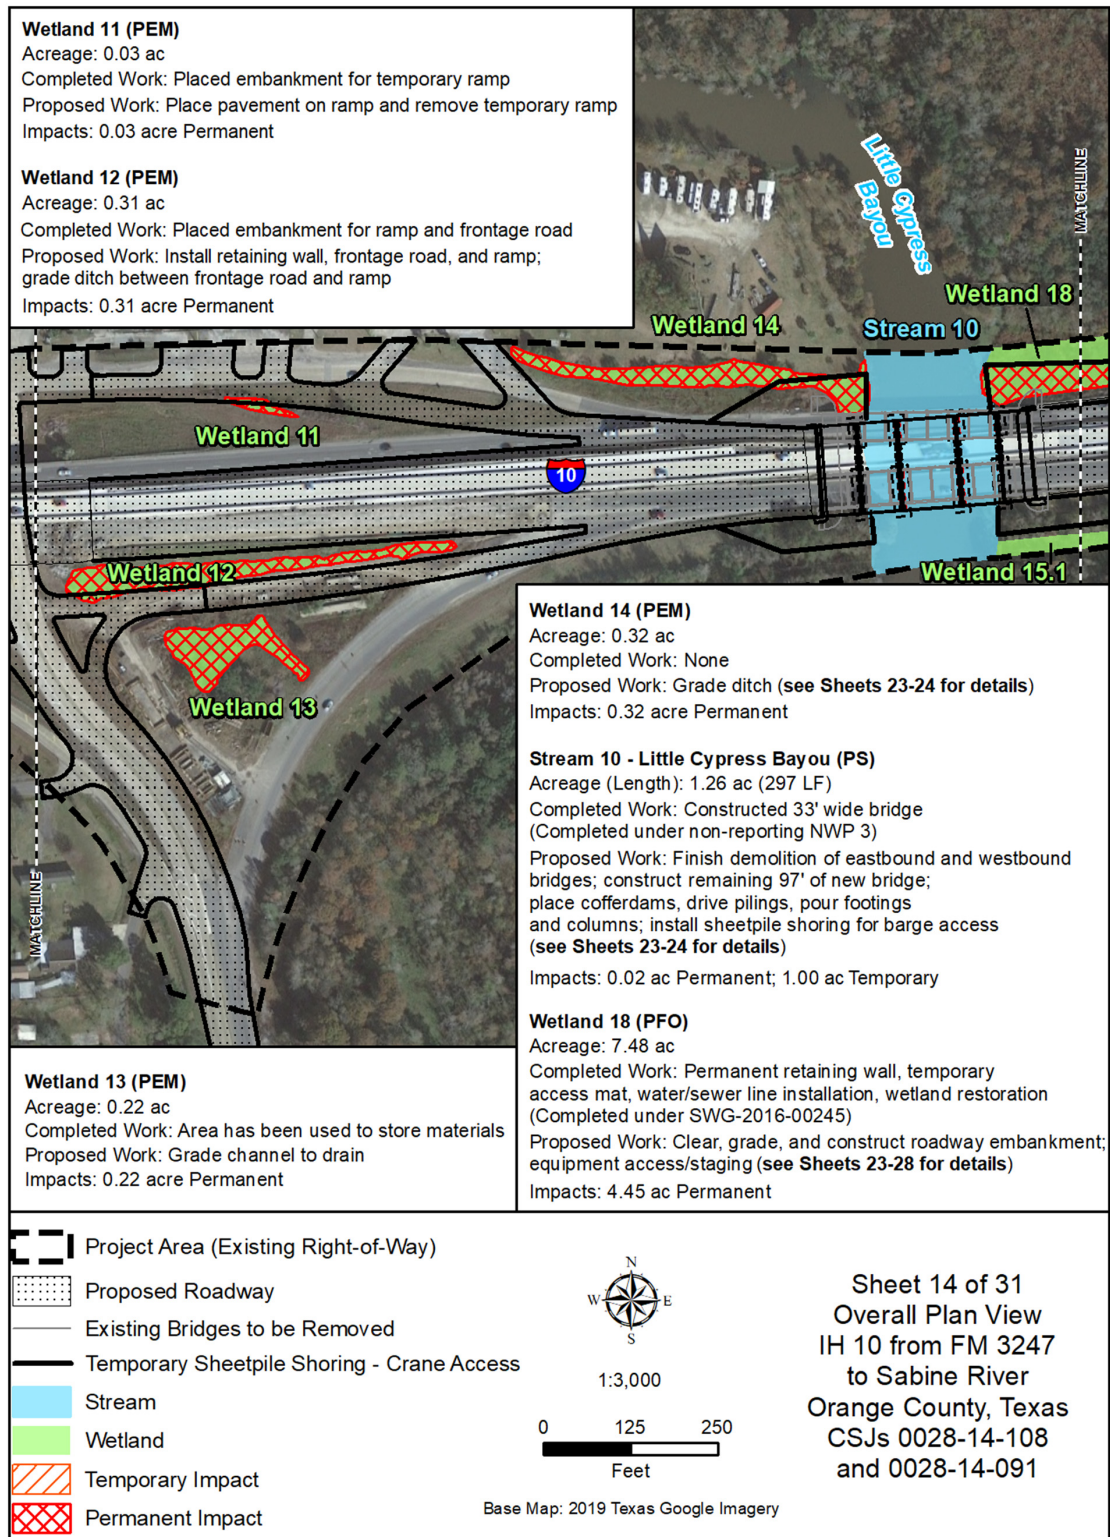 Wetland 11 (PEM)
Acreage: 0.03 ac
Completed Work: Placed embankment for temporary ramp
Proposed Work: Place pavement on ramp and remove temporary ramp
Impacts: 0.03 acre Permanent
Wetland 12 (PEM)
Acreage: 0.31 ac
Completed Work: Placed embankment for ramp and frontage road
Proposed Work: Install retaining wall, frontage road, and ramp;
grade ditch between frontage road and ramp
Impacts: 0.31 acre Permanent
Little Cypress
Bayou
MATCHLINE
Wetland 18
Wetland 14
Stream 10
Wetland 11
10
Wetland 12
Wetland 15.1
Wetland 13
MATCHLINE
Wetland 14 (PEM)
Acreage: 0.32 ac
Completed Work: None
Proposed Work: Grade ditch (see Sheets 23-24 for details)
Impacts: 0.32 acre Permanent
Stream 10 - Little Cypress Bayou (PS)
Acreage (Length): 1.26 ac (297 LF)
Completed Work: Constructed 33' wide bridge
(Completed under non-reporting NWP 3)
Proposed Work: Finish demolition of eastbound and westbound
bridges; construct remaining 97' of new bridge;
place cofferdams, drive pilings, pour footings
and columns; install sheetpile shoring for barge access
(see Sheets 23-24 for details)
Impacts: 0.02 ac Permanent; 1.00 ac Temporary
Wetland 18 (PFO)
Acreage: 7.48 ac
Completed Work: Permanent retaining wall, temporary
access mat, water/sewer line installation, wetland restoration
(Completed under SWG-2016-00245)
Proposed Work: Clear, grade, and construct roadway embankment;
equipment access/staging (see Sheets 23-28 for details)
Impacts: 4.45 ac Permanent
Wetland 13 (PEM)
Acreage: 0.22 ac
Completed Work: Area has been used to store materials
Proposed Work: Grade channel to drain
Impacts: 0.22 acre Permanent
Project Area (Existing Right-of-Way)
Proposed Roadway
Existing Bridges to be Removed
Temporary Sheetpile Shoring - Crane Access
Stream
Wetland
Temporary Impact
Permanent Impact
N
W E
S
1:3,000
0 125 250
Feet
Base Map: 2019 Texas Google Imagery
Sheet 14 of 31
Overall Plan View
IH 10 from FM 3247
to Sabine River
Orange County, Texas
CSJs 0028-14-108
and 0028-14-091